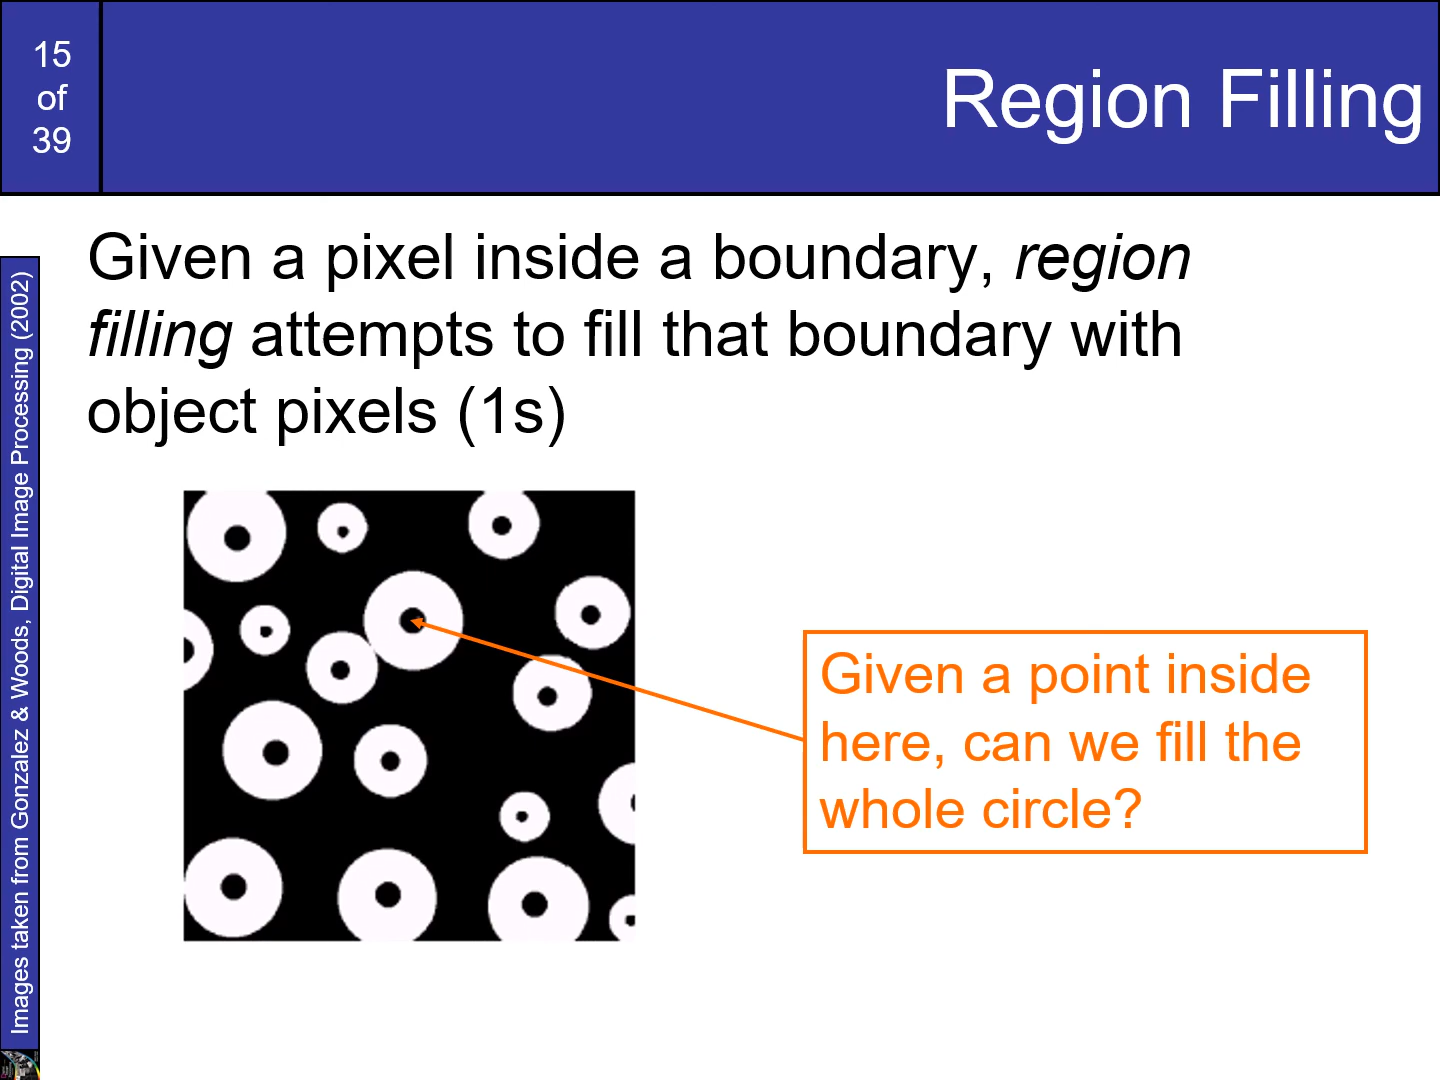 15
of
39
Region Filling
Given a pixel inside a boundary, region
filling attempts to fill that boundary with
object pixels (1s)
Given a point inside
here, can we fill the
whole circle?
Images taken from Gonzalez & Woods, Digital Image Processing (2002)